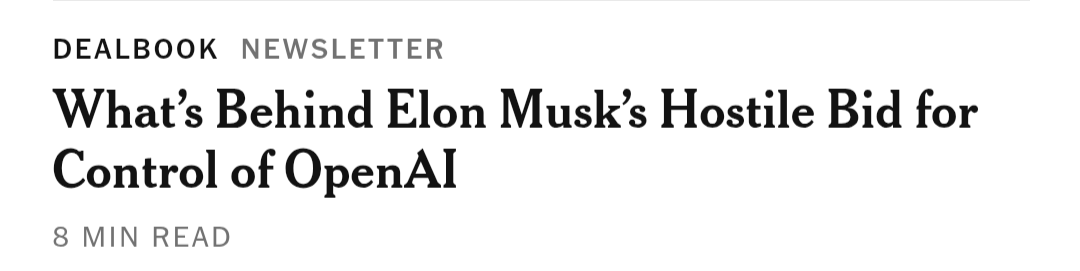 DEALBOOK NEWSLETTER
What’s Behind Elon Musk’s Hostile Bid for
Control of OpenAI
8 MIN READ